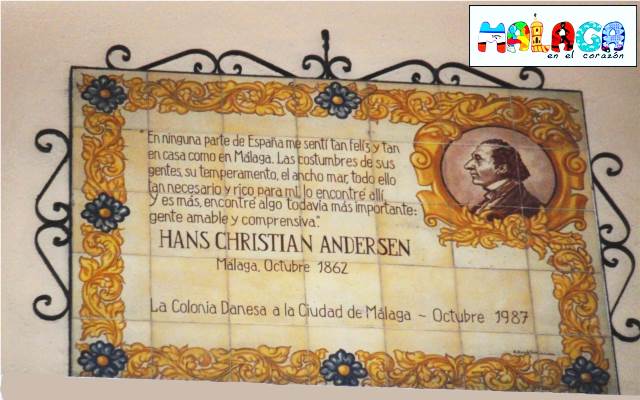 MALAGA
en el corazón
"En ninguna parte de España me sentí tan felíz y tan
en casa como en Málaga. Las costumbres de sus
gentes, su temperamento, el ancho mar, todo ello
tan necesario y rico para mí, lo encontré allí.
Y es más, encontré algo todavía más importante:
gente amable y comprensiva."
HANS CHRISTIAN ANDERSEN
Málaga, Octubre 1862
La Colonia Danesa a la Ciudad de Málaga ~ Octubre 1987